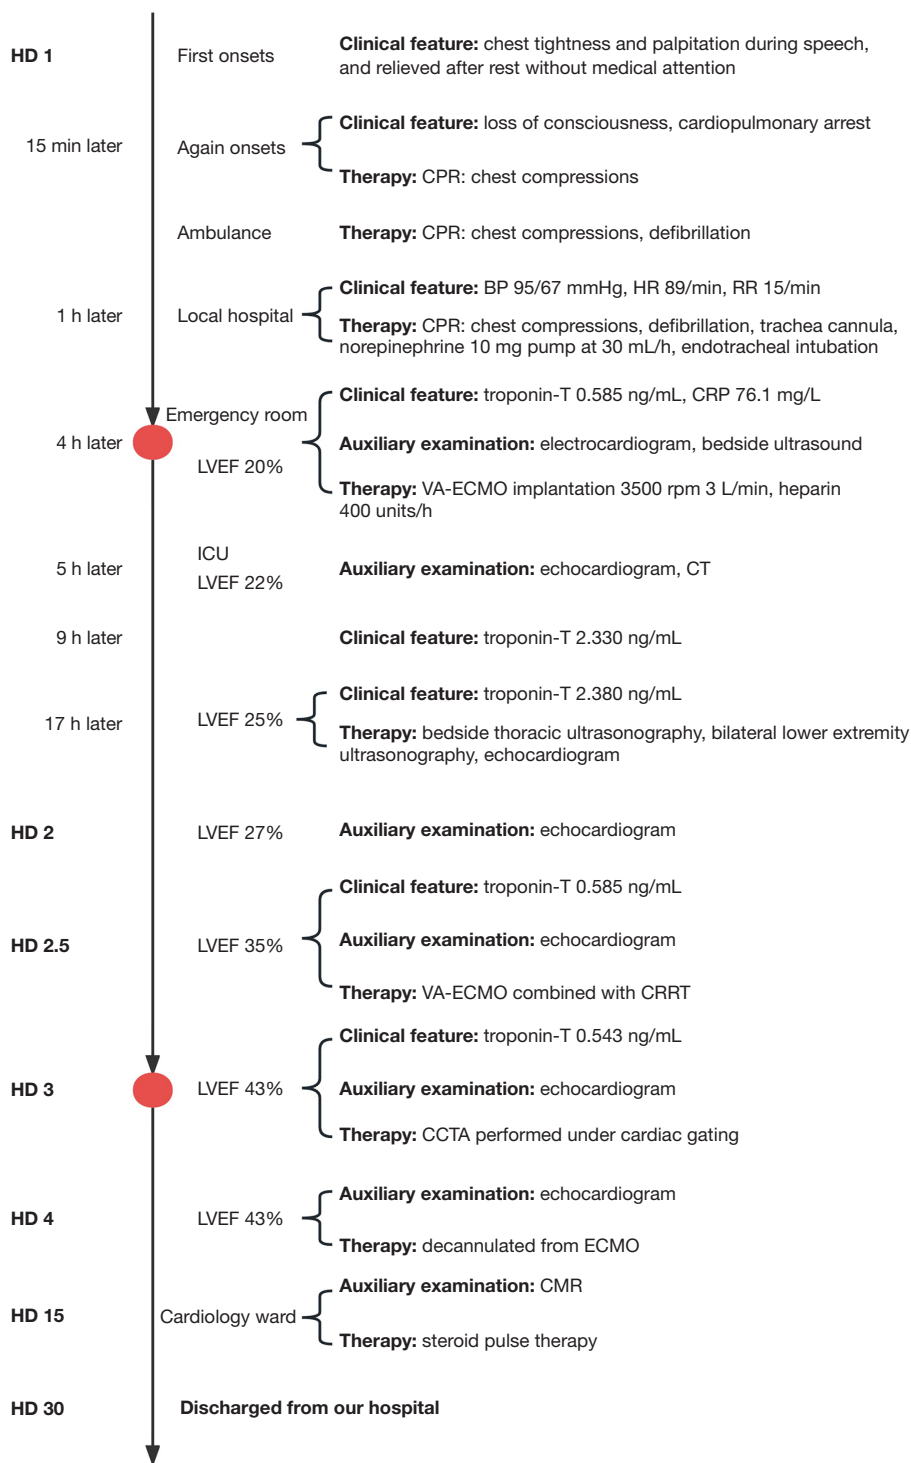 HD 1
First onsets
Clinical feature: chest tightness and palpitation during speech,
and relieved after rest without medical attention
15 min later
Again onsets
Clinical feature: loss of consciousness, cardiopulmonary arrest
Therapy: CPR: chest compressions
Ambulance
Therapy: CPR: chest compressions, defibrillation
1 h later
Local hospital
Clinical feature: BP 95/67 mmHg, HR 89/min, RR 15/min
Therapy: CPR: chest compressions, defibrillation, trachea cannula,
norepinephrine 10 mg pump at 30 mL/h, endotracheal intubation
4 h later
Emergency room
LVEF 20%
Clinical feature: troponin-T 0.585 ng/mL, CRP 76.1 mg/L
Auxiliary examination: electrocardiogram, bedside ultrasound
Therapy: VA-ECMO implantation 3500 rpm 3 L/min, heparin
400 units/h
5 h later
ICU
LVEF 22%
Auxiliary examination: echocardiogram, CT
9 h later
Clinical feature: troponin-T 2.330 ng/mL
17 h later
LVEF 25%
Clinical feature: troponin-T 2.380 ng/mL
Therapy: bedside thoracic ultrasonography, bilateral lower extremity
ultrasonography, echocardiogram
HD 2
LVEF 27%
Auxiliary examination: echocardiogram
HD 2.5
LVEF 35%
Clinical feature: troponin-T 0.585 ng/mL
Auxiliary examination: echocardiogram
Therapy: VA-ECMO combined with CRRT
HD 3
LVEF 43%
Clinical feature: troponin-T 0.543 ng/mL
Auxiliary examination: echocardiogram
Therapy: CCTA performed under cardiac gating
HD 4
LVEF 43%
Auxiliary examination: echocardiogram
Therapy: decannulated from ECMO
HD 15
Cardiology ward
Auxiliary examination: CMR
Therapy: steroid pulse therapy
HD 30
Discharged from our hospital